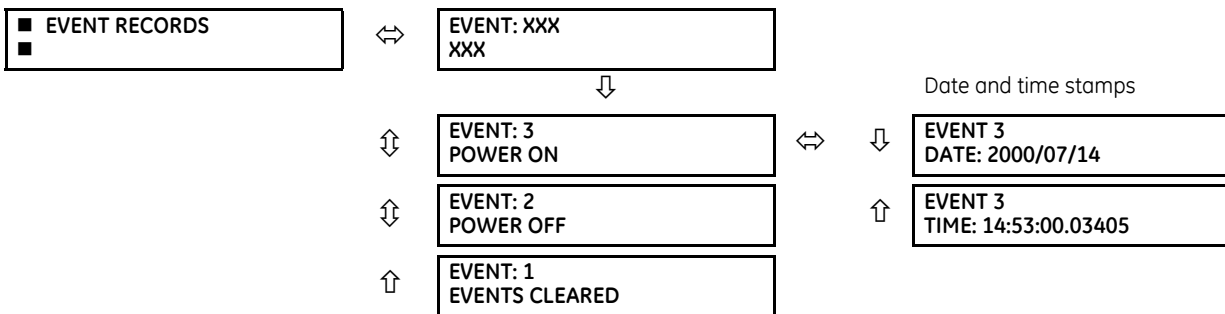 ■ EVENT RECORDS
■
EVENT: XXX
XXX
Date and time stamps
EVENT: 3
POWER ON
EVENT 3
DATE: 2000/07/14
EVENT: 2
POWER OFF
EVENT 3
TIME: 14:53:00.03405
EVENT: 1
EVENTS CLEARED